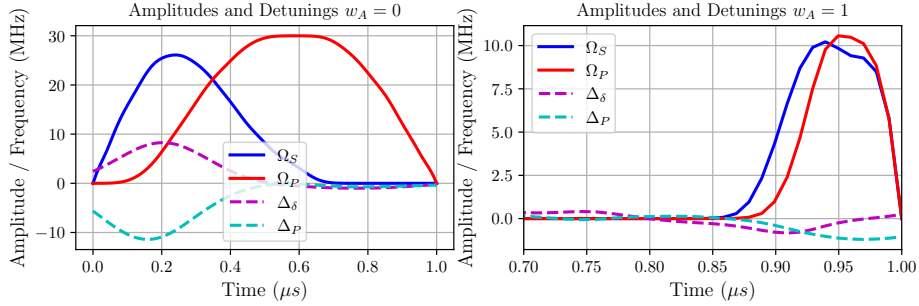 Amplitudes and Detunings $w_A = 0$
Amplitude / Frequency (MHz)
30
20
10
0
−10
0.0 0.2 0.4 0.6 0.8 1.0
Time (μs)
Ω_S
Ω_P
Δ_δ
Δ_P
Amplitudes and Detunings $w_A = 1$
Amplitude / Frequency (MHz)
10.0
7.5
5.0
2.5
0.0
0.70 0.75 0.80 0.85 0.90 0.95 1.00
Time (μs)
Ω_S
Ω_P
Δ_δ
Δ_P